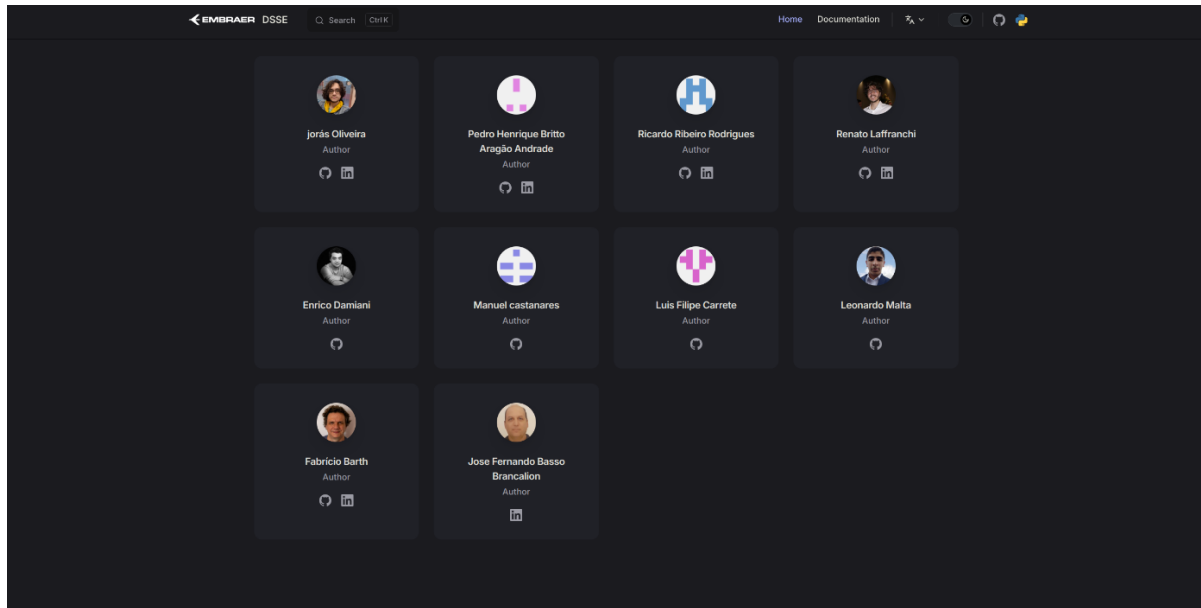 EMBRAER DSSE Search Ctrl K Home Documentation
jorás Oliveira
Author
Pedro Henrique Britto
Aragão Andrade
Author
Ricardo Ribeiro Rodrigues
Author
Renato Laffranchi
Author
Enrico Damiani
Author
Manuel castanares
Author
Luis Filipe Carrete
Author
Leonardo Malta
Author
Fabrício Barth
Author
Jose Fernando Basso
Brancalion
Author